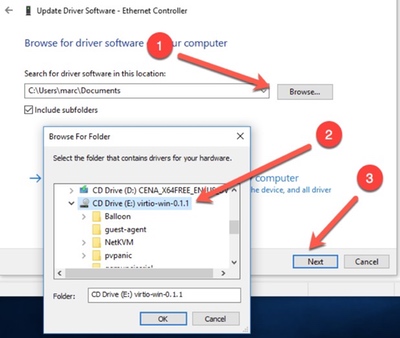 Update Driver Software - Ethernet Controller
Browse for driver software your computer
1
Search for driver software in this location:
C:\Users\marc\Documents
Browse...
Include subfolders
Browse For Folder
2
Select the folder that contains drivers for your hardware.
CD Drive (D:) CENA_X64FREE_EN
CD Drive (E:) virtio-win-0.1.1
Balloon
guest-agent
NetKVM
pvpanic
computer
the device, and all driver
3
Next
Cancel
Folder:
CD Drive (E:) virtio-win-0.1.1
OK
Cancel